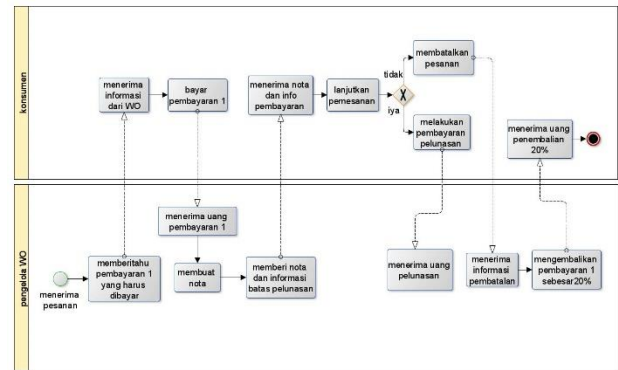 konsumen
menerima
informasi
dari WO
bayar
pembayaran 1
menerima nota
dan info
pembayaran
lanjutkan
pemesanan
tidak
X
iya
membatalkan
pesanan
melakukan
pembayaran
pelunasan
menerima uang
penembalian
20%
pengelola WO
menerima
pesanan
memberitahu
pembayaran 1
yang harus
dibayar
menerima uang
pembayaran 1
membuat
nota
memberi nota
dan informasi
batas pelunasan
menerima uang
pelunasan
menerima
informasi
pembatalan
mengembalikan
pembayaran 1
sebesar20%